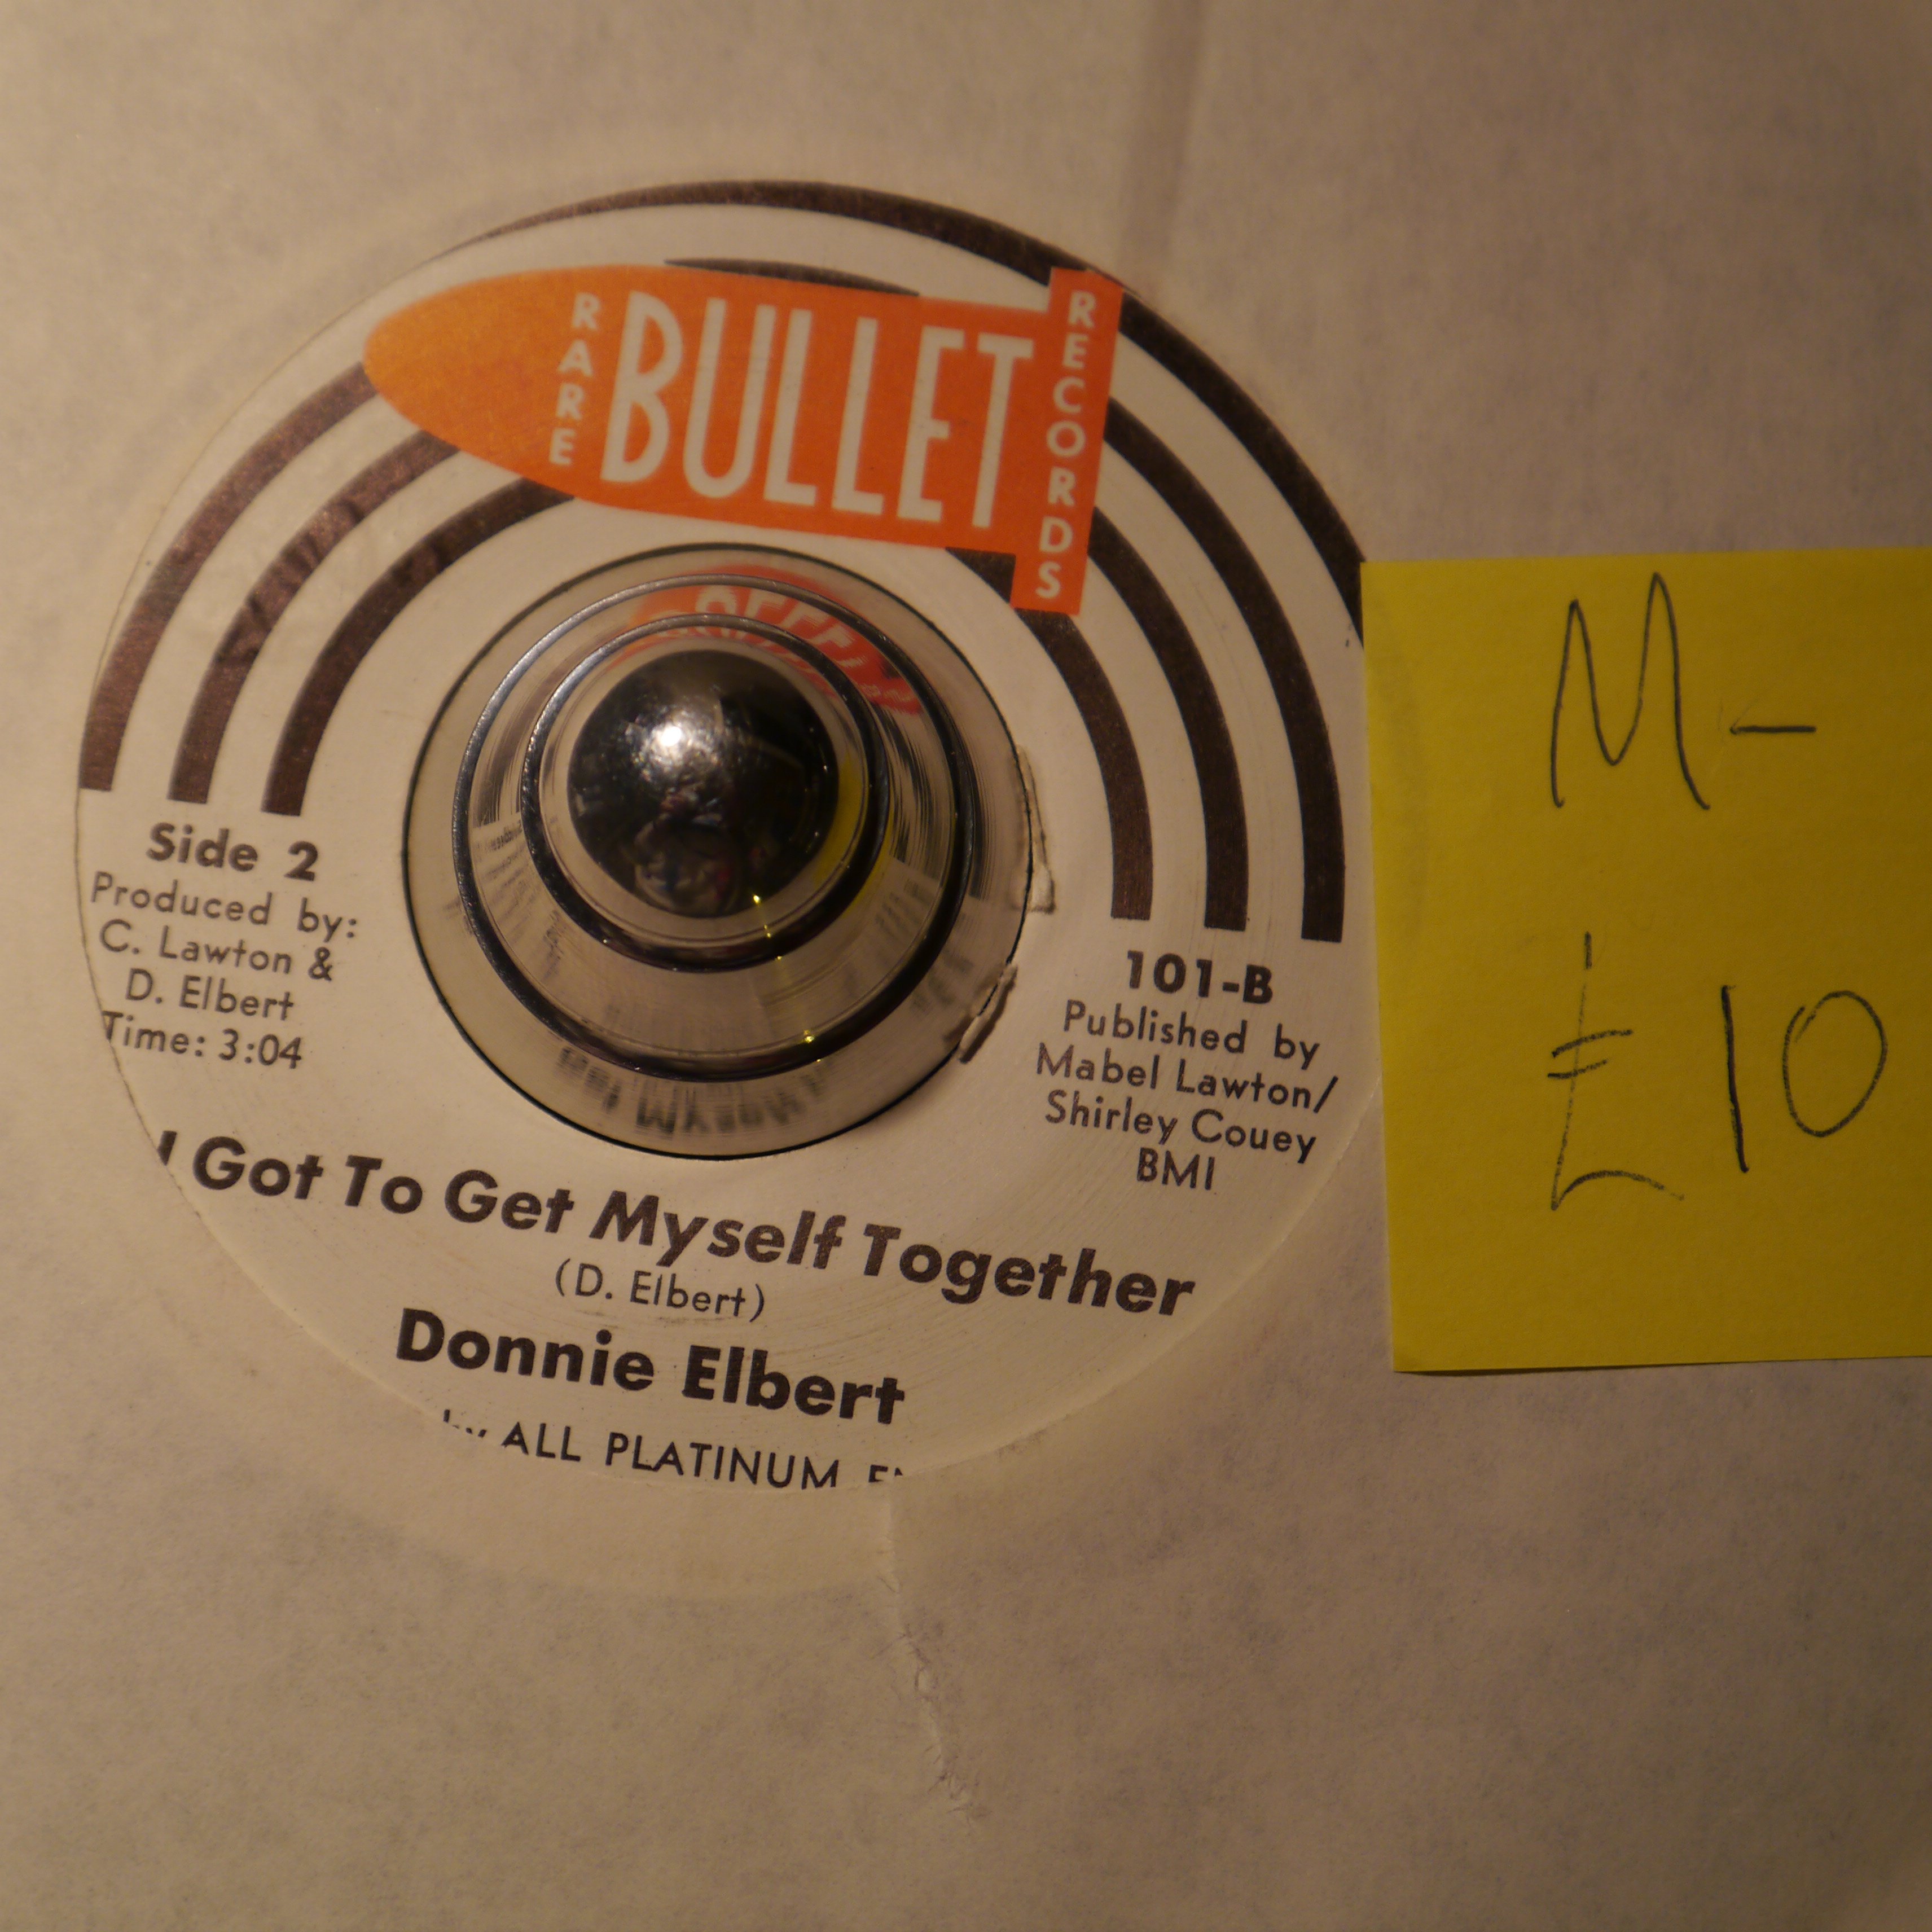 RARE BULLET RECORDS
Side 2
Produced by:
C. Lawton &
D. Elbert
Time: 3:04
101-B
Published by
Mabel Lawton/
Shirley Couey
BMI
I Got To Get Myself Together
(D. Elbert)
Donnie Elbert
by ALL PLATINUM
M-
£10